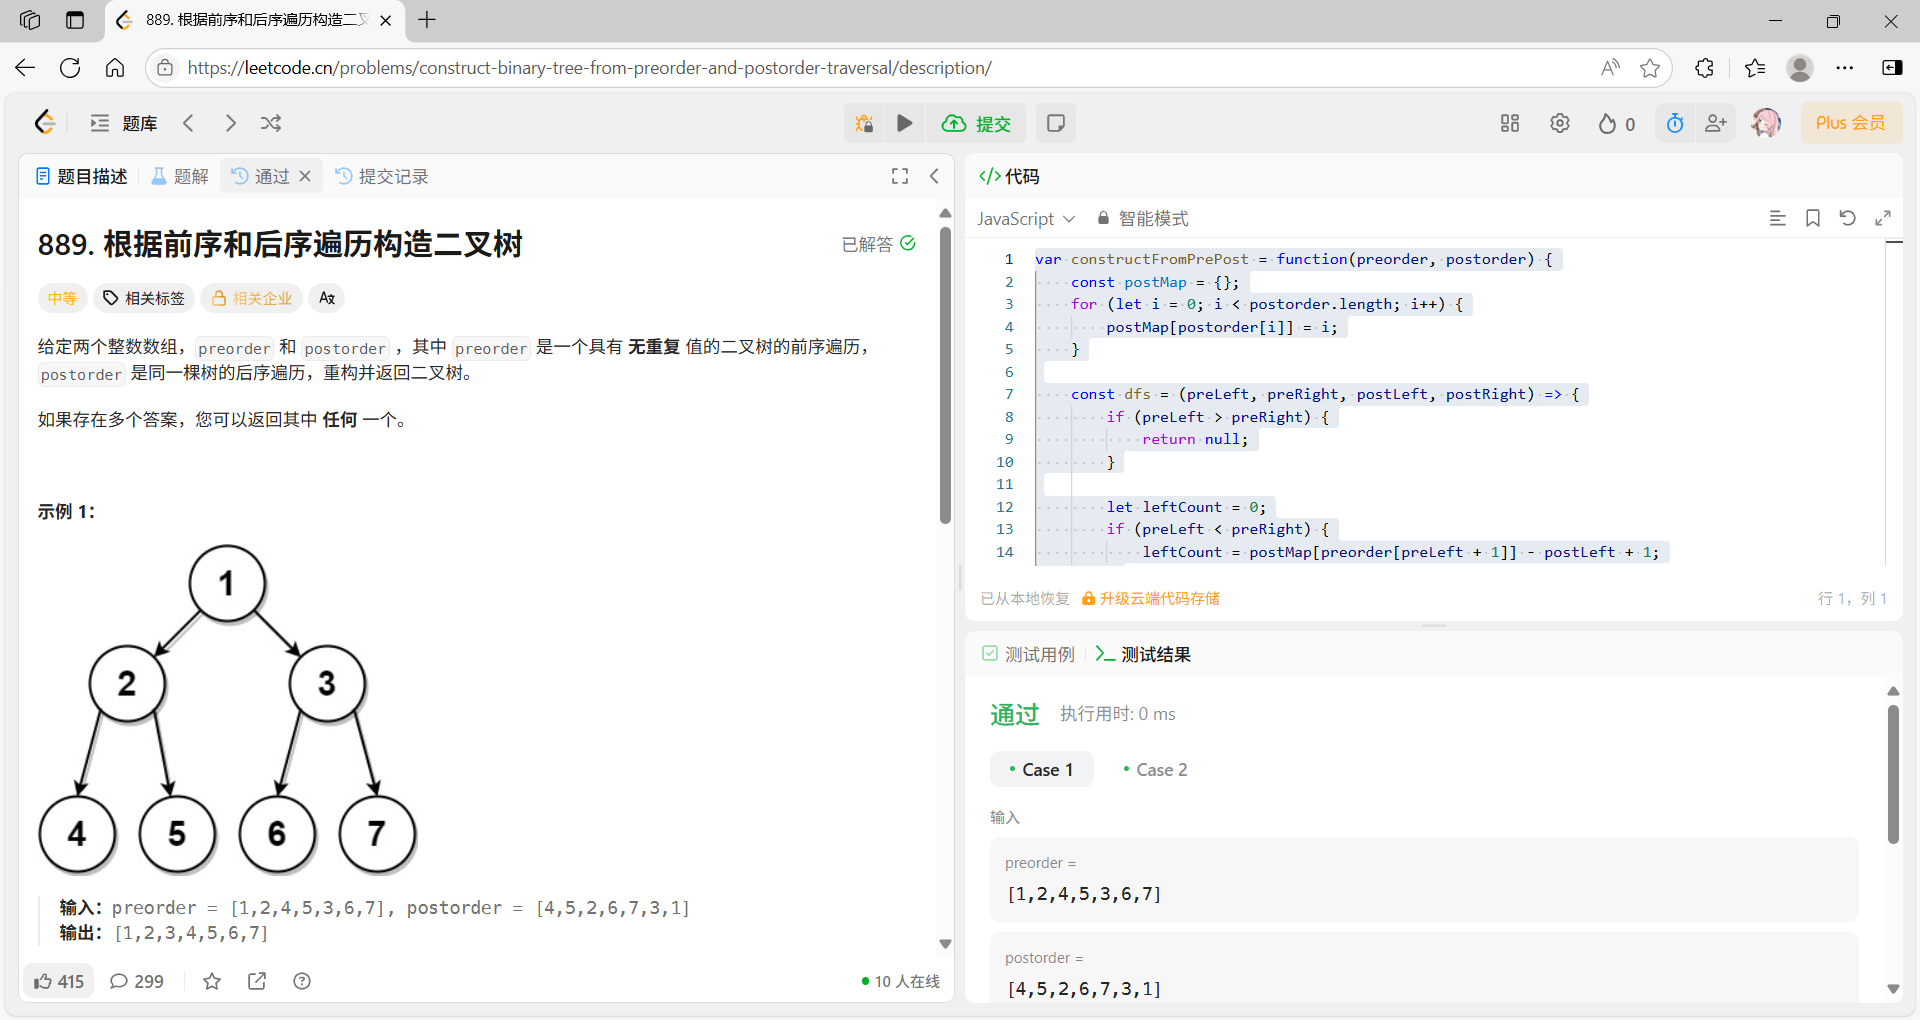 889. 根据前序和后序遍历构造二叉
https://leetcode.cn/problems/construct-binary-tree-from-preorder-and-postorder-traversal/description/
题库
提交
0
Plus 会员
题目描述
题解
通过
提交记录
889. 根据前序和后序遍历构造二叉树
已解答
中等
相关标签
相关企业
给定两个整数数组，preorder 和 postorder ，其中 preorder 是一个具有 无重复 值的二叉树的前序遍历，
postorder 是同一棵树的后序遍历，重构并返回二叉树。
如果存在多个答案，您可以返回其中 任何 一个。
示例 1：
1
2
3
4
5
6
7
输入：preorder = [1,2,4,5,3,6,7], postorder = [4,5,2,6,7,3,1]
输出：[1,2,3,4,5,6,7]
415
299
10 人在线
</> 代码
JavaScript
智能模式
1 var constructFromPrePost = function(preorder, postorder) {
2 const postMap = {};
3 for (let i = 0; i < postorder.length; i++) {
4 postMap[postorder[i]] = i;
5 }
6
7 const dfs = (preLeft, preRight, postLeft, postRight) => {
8 if (preLeft > preRight) {
9 return null;
10 }
11
12 let leftCount = 0;
13 if (preLeft < preRight) {
14 leftCount = postMap[preorder[preLeft + 1]] - postLeft + 1;
已从本地恢复
升级云端代码存储
行 1，列 1
测试用例
测试结果
通过
执行用时: 0 ms
Case 1
Case 2
输入
preorder =
[1,2,4,5,3,6,7]
postorder =
[4,5,2,6,7,3,1]